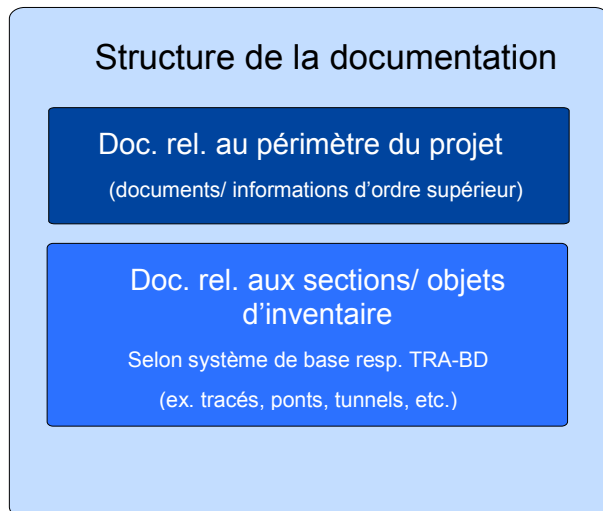 Structure de la documentation
Doc. rel. au périmètre du projet
(documents/ informations d'ordre supérieur)
Doc. rel. aux sections/ objets
d'inventaire
Selon système de base resp. TRA-BD
(ex. tracés, ponts, tunnels, etc.)